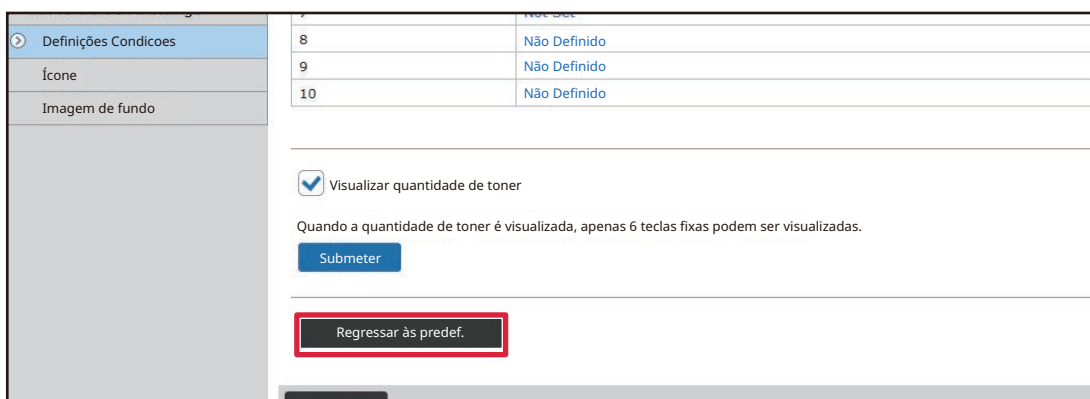 Definições Condicoes
Ícone
Imagem de fundo
8 Não Definido
9 Não Definido
10 Não Definido
Visualizar quantidade de toner
Quando a quantidade de toner é visualizada, apenas 6 teclas fixas podem ser visualizadas.
Submeter
Regressar às predef.